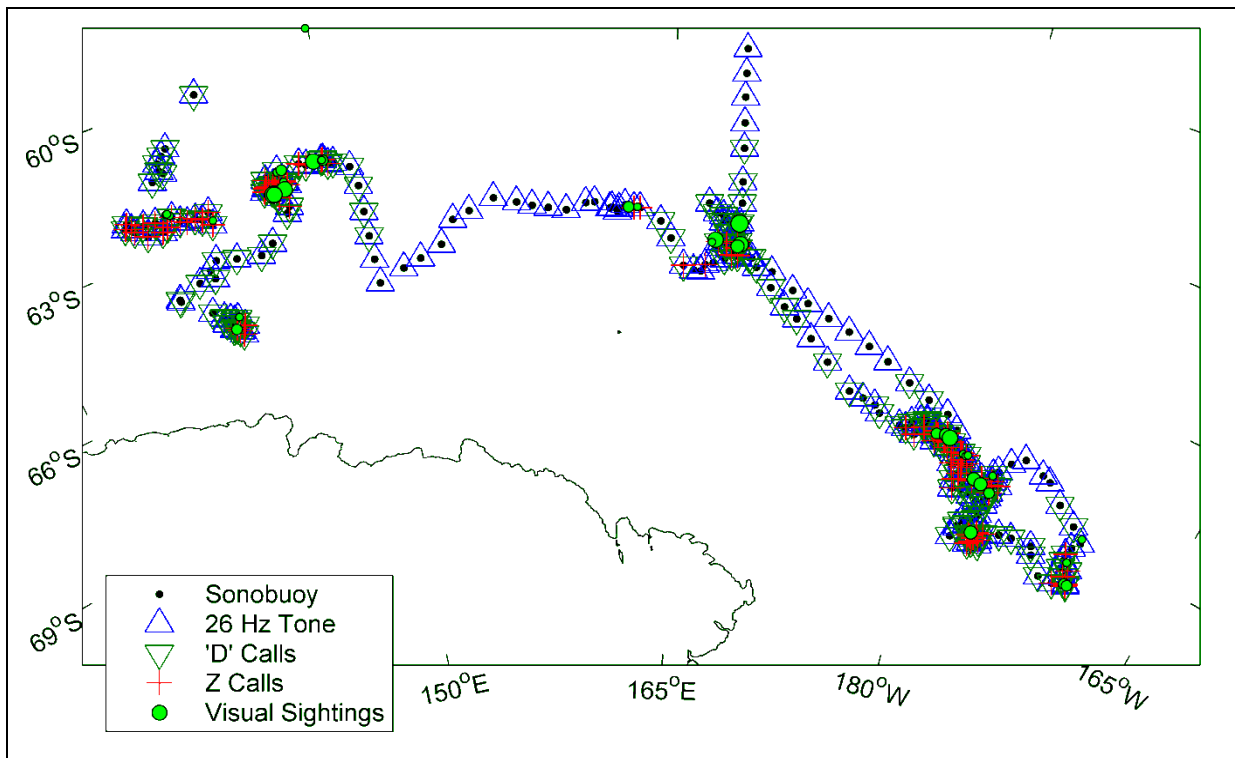 60°S
63°S
66°S
69°S
150°E
165°E
180°W
165°W
Sonobuoy
26 Hz Tone
'D' Calls
Z Calls
Visual Sightings